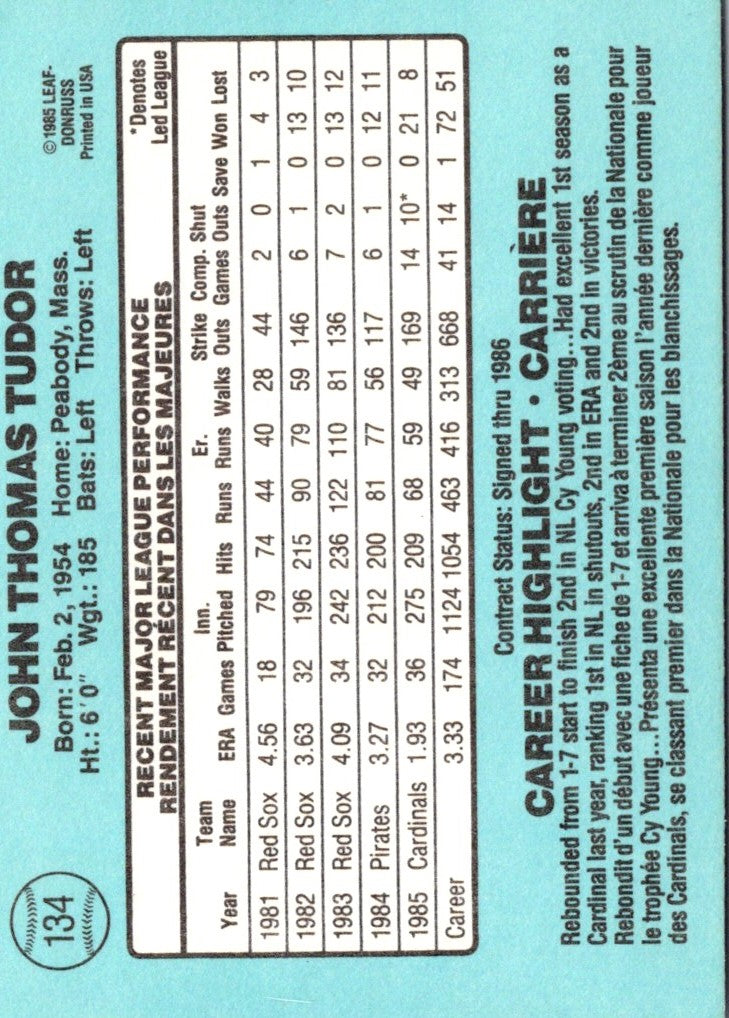 134
JOHN THOMAS TUDOR
Born: Feb. 2, 1954 Home: Peabody, Mass.
Ht.: 6'0" Wgt.: 185 Bats: Left Throws: Left
© 1985 LEAF-
DONRUSS
Printed in USA
RECENT MAJOR LEAGUE PERFORMANCE
RENDEMENT RÉCENT DANS LES MAJEURES
*Denotes
Led League
Team Inn. Er. Strike Comp. Shut
Year Name ERA Games Pitched Hits Runs Runs Walks Outs Games Outs Save Won Lost
1981 Red Sox 4.56 18 79 74 44 40 28 44 2 0 1 4 3
1982 Red Sox 3.63 32 196 215 90 79 59 146 6 1 0 13 10
1983 Red Sox 4.09 34 242 236 122 110 81 136 7 2 0 13 12
1984 Pirates 3.27 32 212 200 81 77 56 117 6 1 0 12 11
1985 Cardinals 1.93 36 275 209 68 59 49 169 14 10* 0 21 8
Career 3.33 174 1124 1054 463 416 313 668 41 14 1 72 51
Contract Status: Signed thru 1986
CAREER HIGHLIGHT • CARRIÈRE
Rebounded from 1-7 start to finish 2nd in NL Cy Young voting...Had excellent 1st season as a
Cardinal last year, ranking 1st in NL in shutouts, 2nd in ERA and 2nd in victories.
Rebondit d'un début avec une fiche de 1-7 et arriva à terminer 2ème au scrutin de la Nationale pour
le trophée Cy Young...Présenta une excellente première saison l'année dernière comme joueur
des Cardinals, se classant premier dans la Nationale pour les blanchissages.